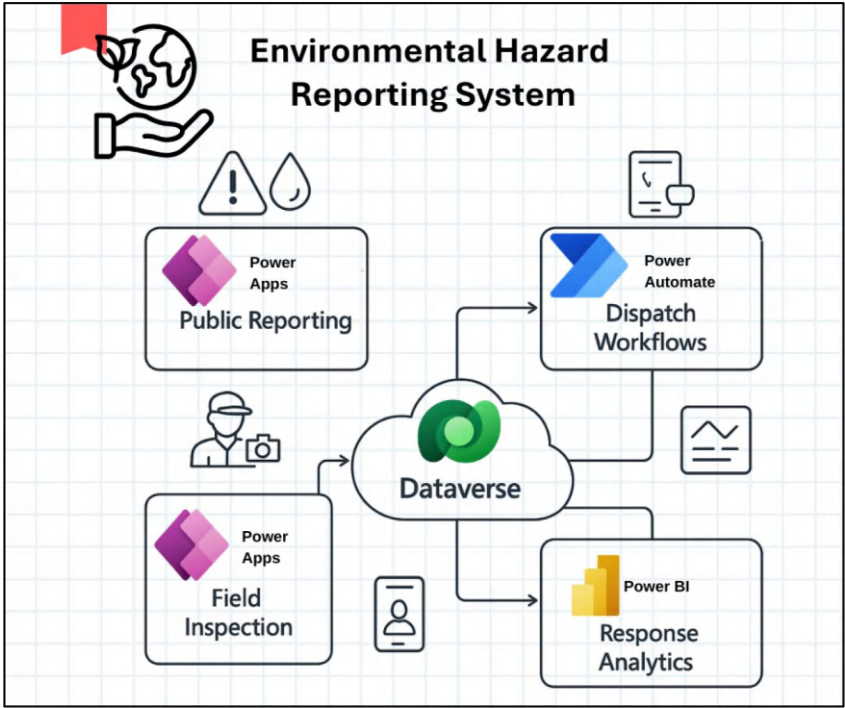 Environmental Hazard
Reporting System
Power
Apps
Public Reporting
Power
Automate
Dispatch
Workflows
Dataverse
Power
Apps
Field
Inspection
Power BI
Response
Analytics